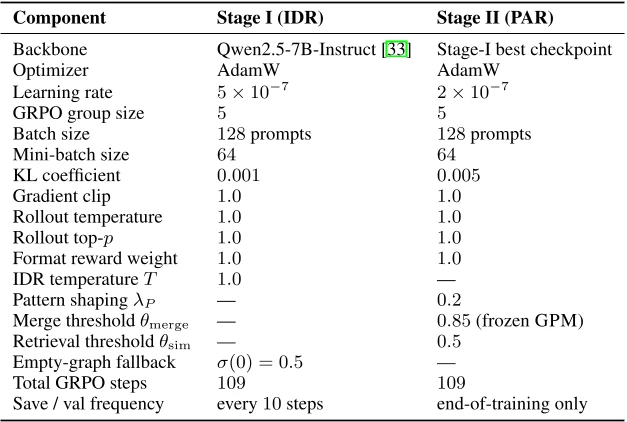 Component Stage I (IDR) Stage II (PAR)
Backbone Qwen2.5-7B-Instruct [33] Stage-I best checkpoint
Optimizer AdamW AdamW
Learning rate 5 × 10⁻⁷ 2 × 10⁻⁷
GRPO group size 5 5
Batch size 128 prompts 128 prompts
Mini-batch size 64 64
KL coefficient 0.001 0.005
Gradient clip 1.0 1.0
Rollout temperature 1.0 1.0
Rollout top-p 1.0 1.0
Format reward weight 1.0 1.0
IDR temperature T 1.0 —
Pattern shaping λ_P — 0.2
Merge threshold θ_merge — 0.85 (frozen GPM)
Retrieval threshold θ_sim — 0.5
Empty-graph fallback σ(0) = 0.5 —
Total GRPO steps 109 109
Save / val frequency every 10 steps end-of-training only